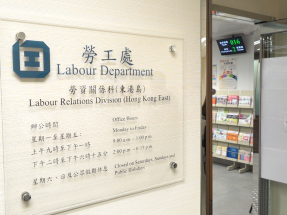 勞工處
Labour Department
勞資關係科(東港島)
Labour Relations Division (Hong Kong East)
辦公時間
Office Hours
星期一至星期五:
Monday to Friday
上午九時至下午一時
9:00 a.m. - 1:00 p.m.
下午二時至下午六時十五分
2:00 p.m. - 6:15 p.m.
星期六、日及公眾假期休息
Closed on Saturdays, Sundays and
Public Holidays